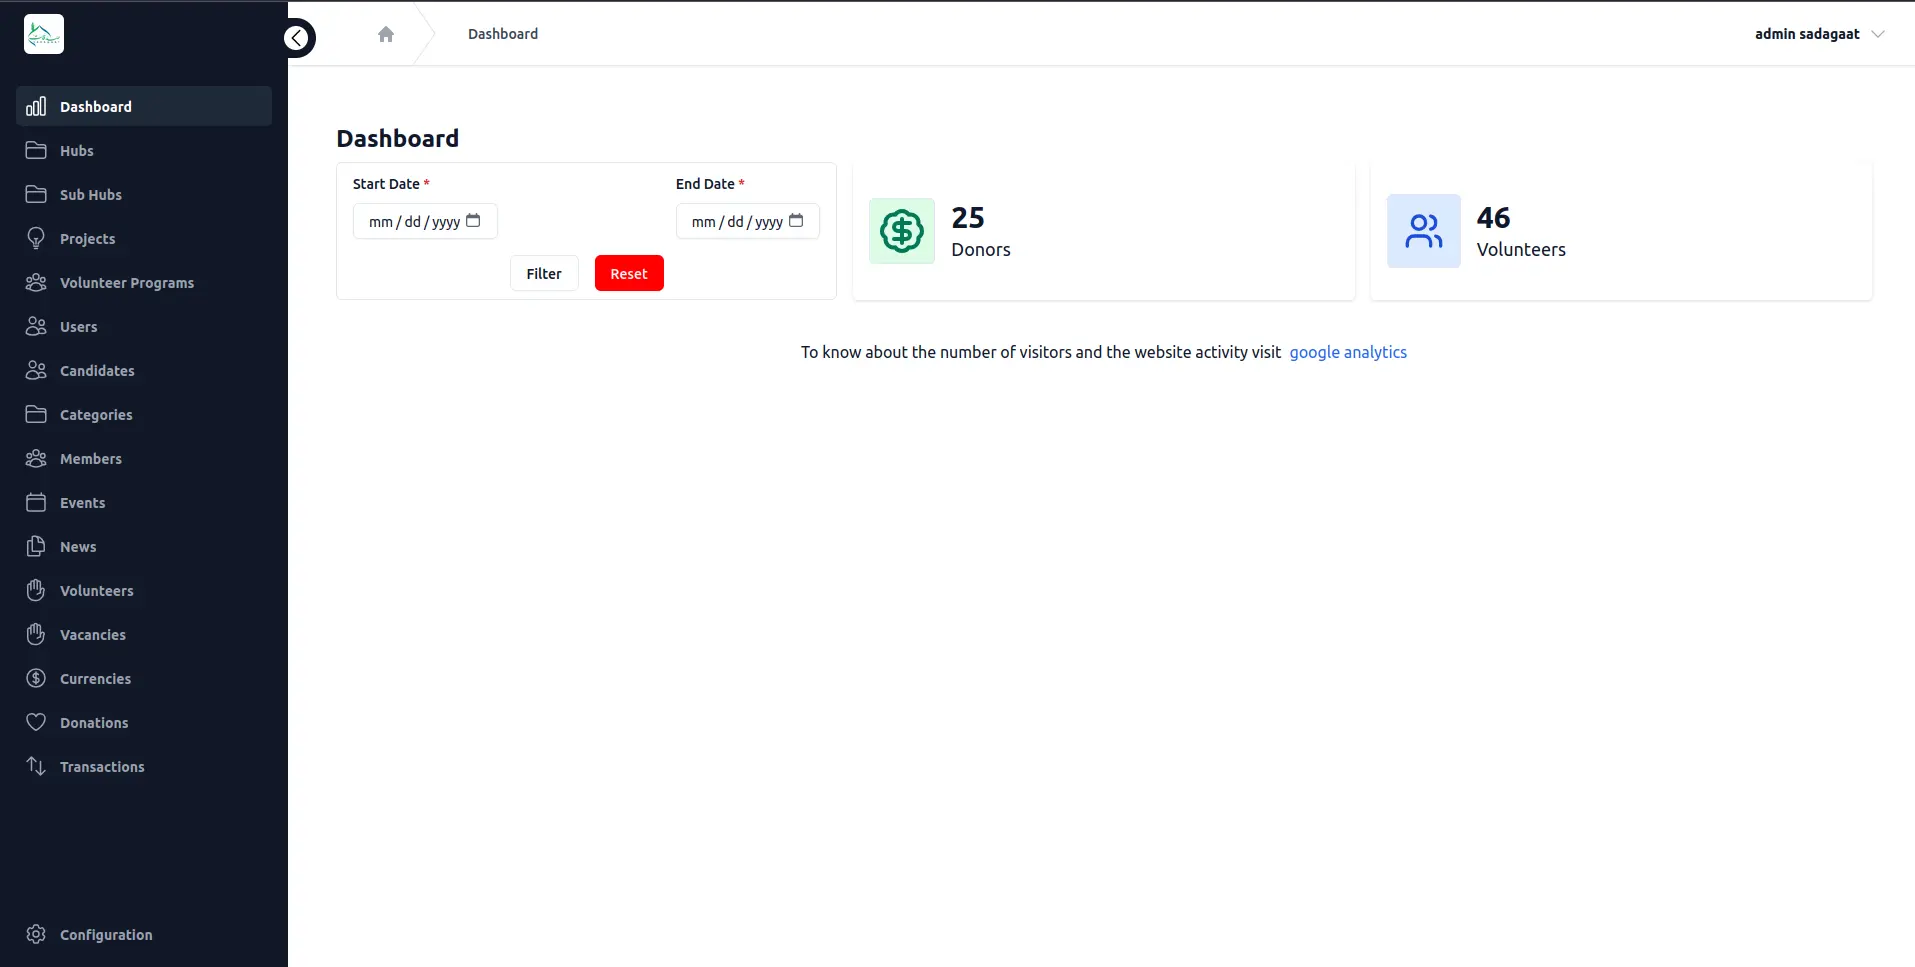 Dashboard
admin sadagaat
Dashboard
Hubs
Sub Hubs
Projects
Volunteer Programs
Users
Candidates
Categories
Members
Events
News
Volunteers
Vacancies
Currencies
Donations
Transactions
Configuration
Dashboard
Start Date *
End Date *
mm / dd / yyyy
mm / dd / yyyy
Filter
Reset
25
Donors
46
Volunteers
To know about the number of visitors and the website activity visit google analytics